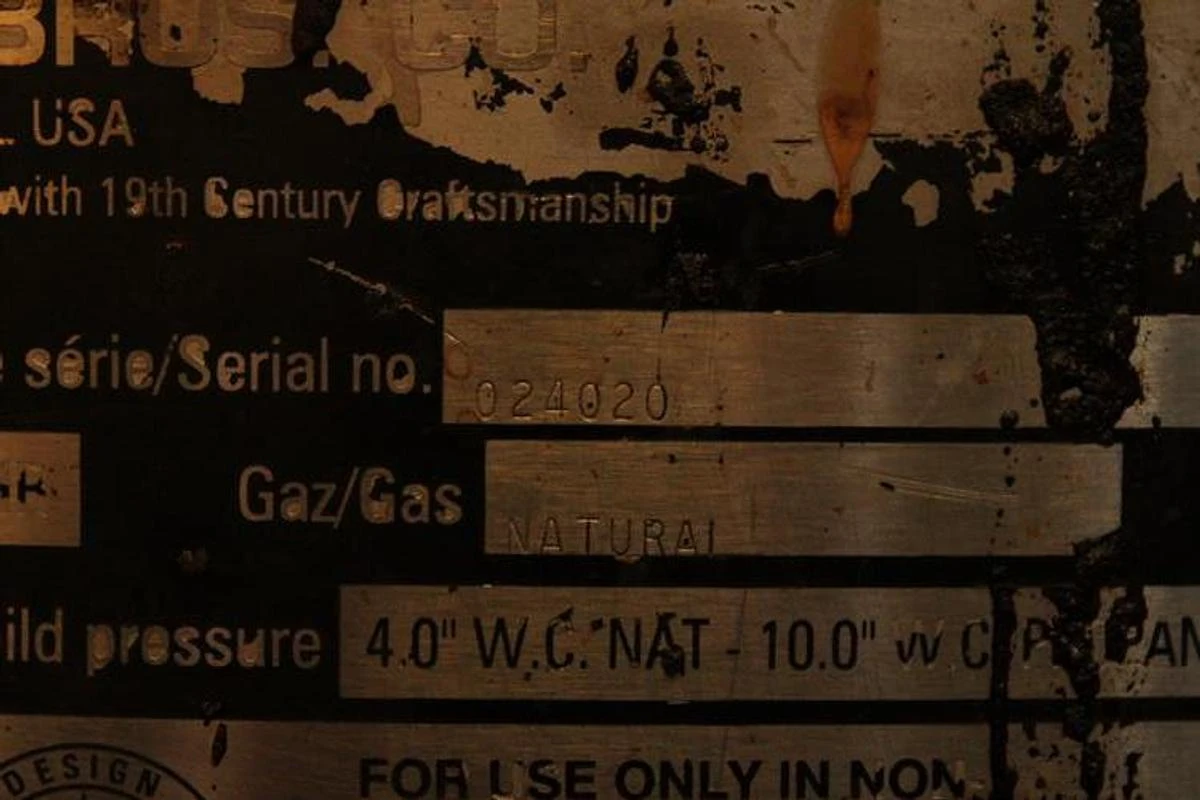 BROS. CO.
USA
with 19th Century Craftsmanship
série/Serial no. 024020
Gaz/Gas NATURAL
pressure 4.0" W.C. NAT - 10.0" W.C.
DESIGN
FOR USE ONLY IN NON